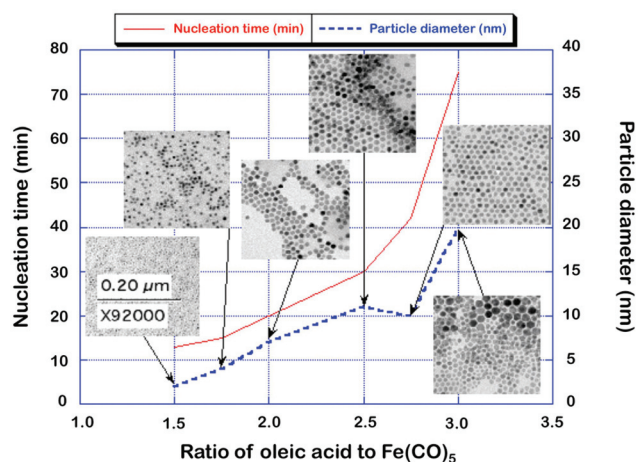 Nucleation time (min) Particle diameter (nm)
80 40
70 35
60 30
50 25
40 20
30 15
20 10
10 5
0 0
1.0 1.5 2.0 2.5 3.0 3.5
Nucleation time (min)
Particle diameter (nm)
0.20 µm
X92000
Ratio of oleic acid to Fe(CO)5